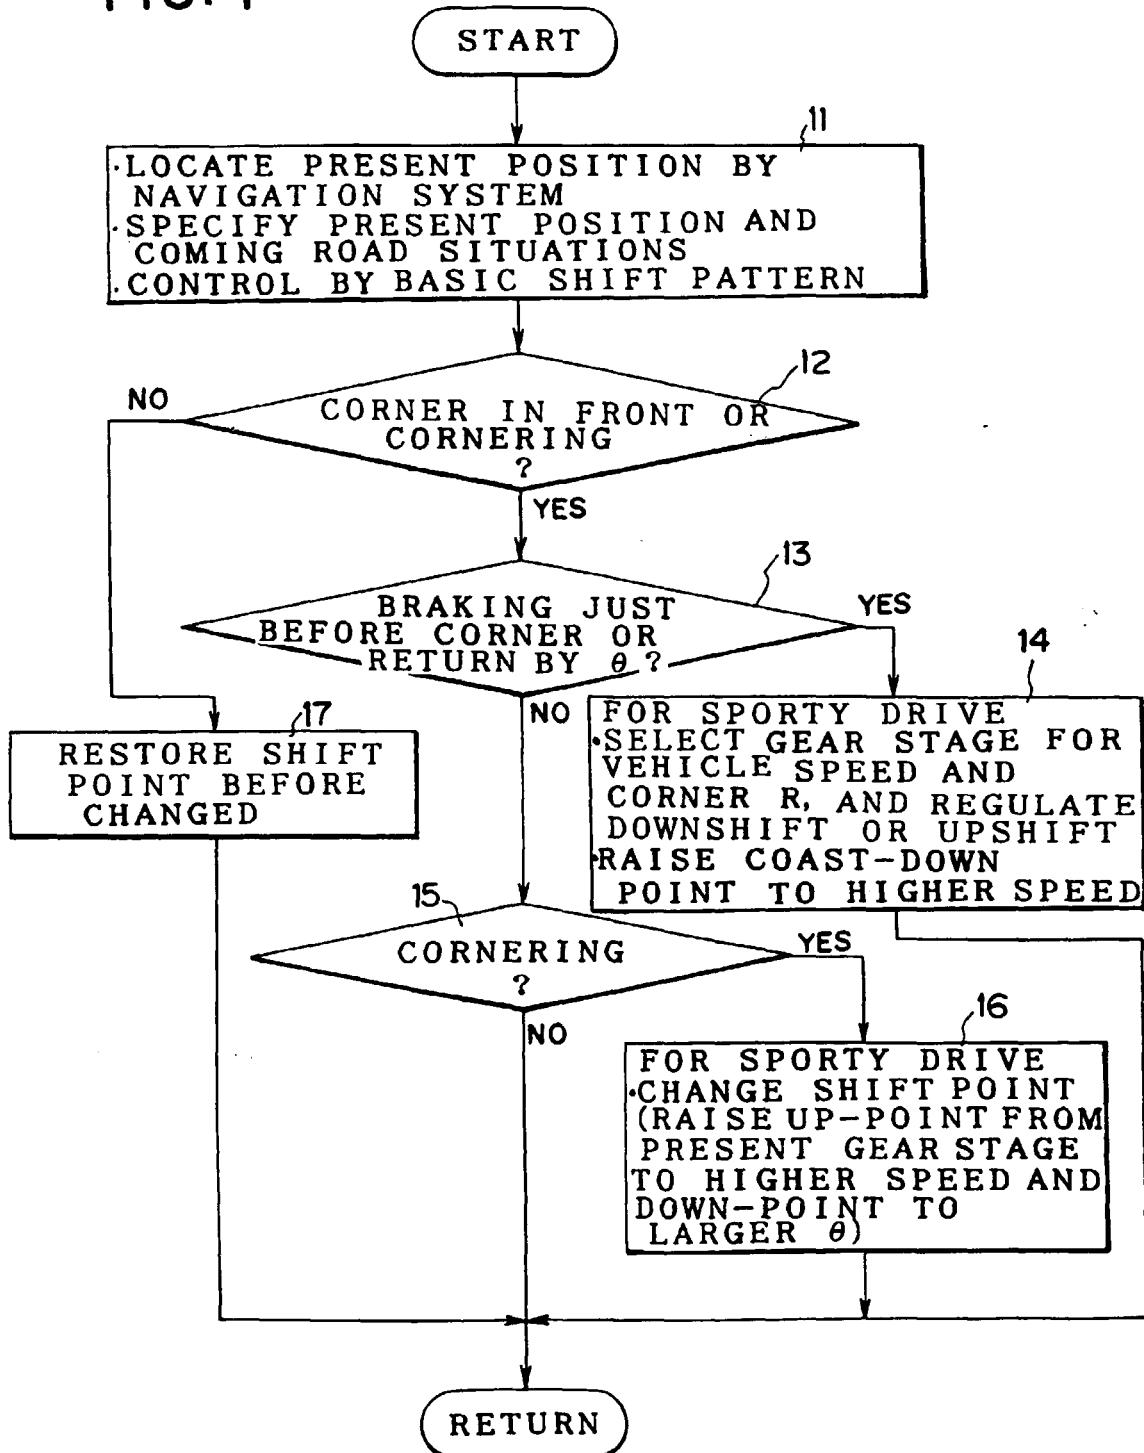 START
11
·LOCATE PRESENT POSITION BY
NAVIGATION SYSTEM
·SPECIFY PRESENT POSITION AND
COMING ROAD SITUATIONS
·CONTROL BY BASIC SHIFT PATTERN
12
NO
CORNER IN FRONT OR
CORNERING
?
YES
13
BRAKING JUST
BEFORE CORNER OR
RETURN BY θ ?
YES
NO
14
FOR SPORTY DRIVE
·SELECT GEAR STAGE FOR
VEHICLE SPEED AND
CORNER R, AND REGULATE
DOWNSHIFT OR UPSHIFT
·RAISE COAST-DOWN
POINT TO HIGHER SPEED
17
RESTORE SHIFT
POINT BEFORE
CHANGED
15
CORNERING
?
YES
NO
16
FOR SPORTY DRIVE
·CHANGE SHIFT POINT
(RAISE UP-POINT FROM
PRESENT GEAR STAGE
TO HIGHER SPEED AND
DOWN-POINT TO
LARGER θ)
RETURN